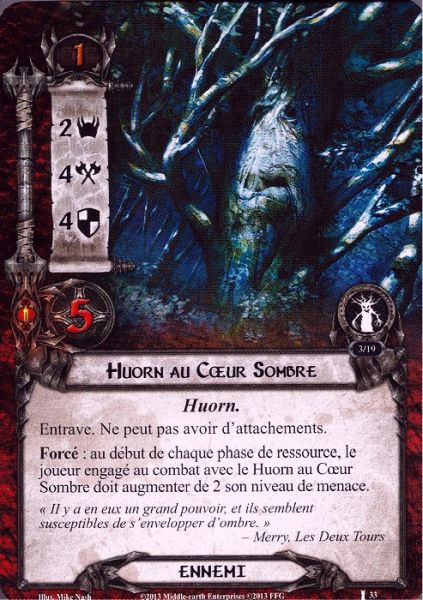 1
2
4
4
5
3/19
Huorn au Cœur Sombre
Huorn.
Entrave. Ne peut pas avoir d'attachements.
Forcé : au début de chaque phase de ressource, le
joueur engagé au combat avec le Huorn au Cœur
Sombre doit augmenter de 2 son niveau de menace.
« Il y a en eux un grand pouvoir, et ils semblent
susceptibles de s'envelopper d'ombre. »
– Merry, Les Deux Tours
ENNEMI
Illus. Mike Nash ©2013 Middle-earth Enterprises ©2013 FFG 33